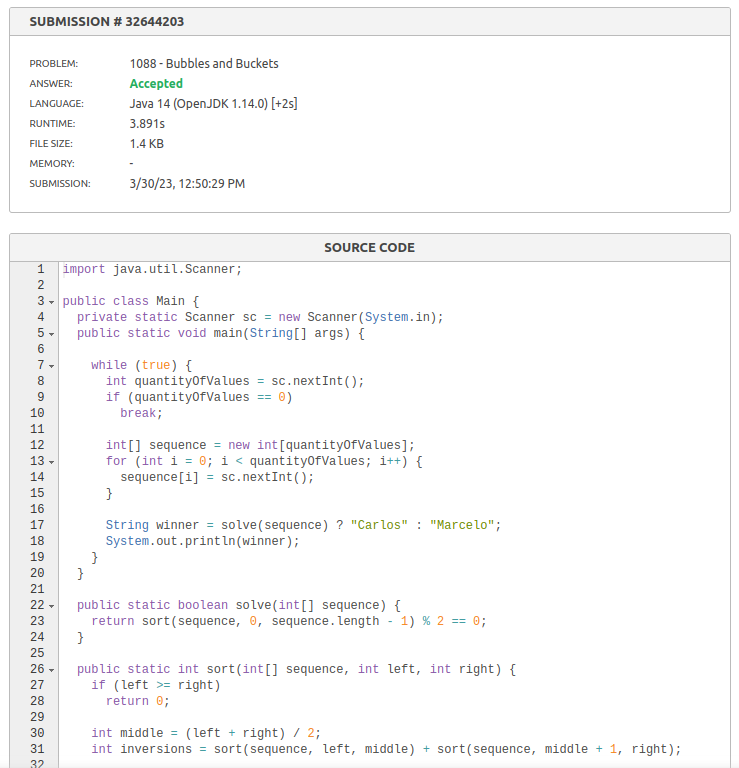 SUBMISSION # 32644203
PROBLEM: 1088 - Bubbles and Buckets
ANSWER: Accepted
LANGUAGE: Java 14 (OpenJDK 1.14.0) [+2s]
RUNTIME: 3.891s
FILE SIZE: 1.4 KB
MEMORY: -
SUBMISSION: 3/30/23, 12:50:29 PM
SOURCE CODE
1 import java.util.Scanner;
2
3 public class Main {
4 private static Scanner sc = new Scanner(System.in);
5 public static void main(String[] args) {
6
7 while (true) {
8 int quantityOfValues = sc.nextInt();
9 if (quantityOfValues == 0)
10 break;
11
12 int[] sequence = new int[quantityOfValues];
13 for (int i = 0; i < quantityOfValues; i++) {
14 sequence[i] = sc.nextInt();
15 }
16
17 String winner = solve(sequence) ? "Carlos" : "Marcelo";
18 System.out.println(winner);
19 }
20 }
21
22 public static boolean solve(int[] sequence) {
23 return sort(sequence, 0, sequence.length - 1) % 2 == 0;
24 }
25
26 public static int sort(int[] sequence, int left, int right) {
27 if (left >= right)
28 return 0;
29
30 int middle = (left + right) / 2;
31 int inversions = sort(sequence, left, middle) + sort(sequence, middle + 1, right);
32